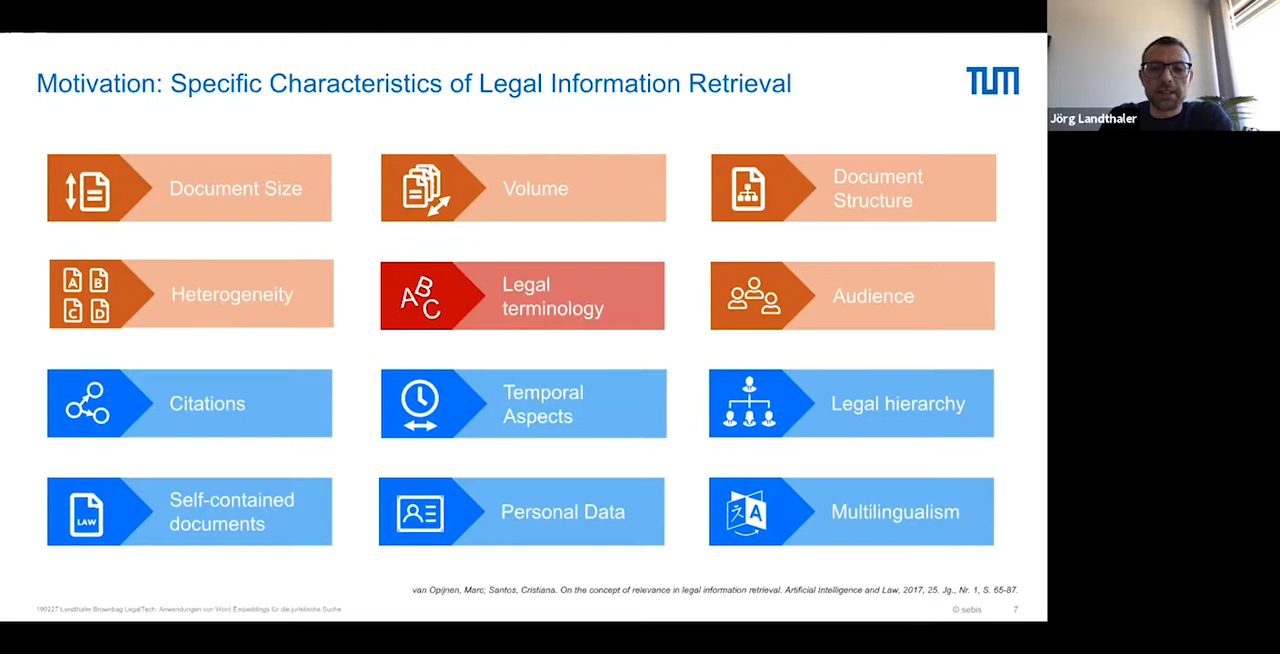 Motivation: Specific Characteristics of Legal Information Retrieval
TUM
Jörg Landthaler
Document Size
Volume
Document
Structure
A B
C D
Heterogeneity
ABC
Legal
terminology
Audience
Citations
Temporal
Aspects
Legal hierarchy
LAW
Self-contained
documents
Personal Data
A
Multilingualism
van Opijnen, Marc; Santos, Cristiana. On the concept of relevance in legal information retrieval. Artificial Intelligence and Law, 2017, 25. Jg., Nr. 1, S. 65-87.
190227 Landthaler Brownbag LegalTech: Anwendungen von Word Embeddings für die juristische Suche
© sebis
7